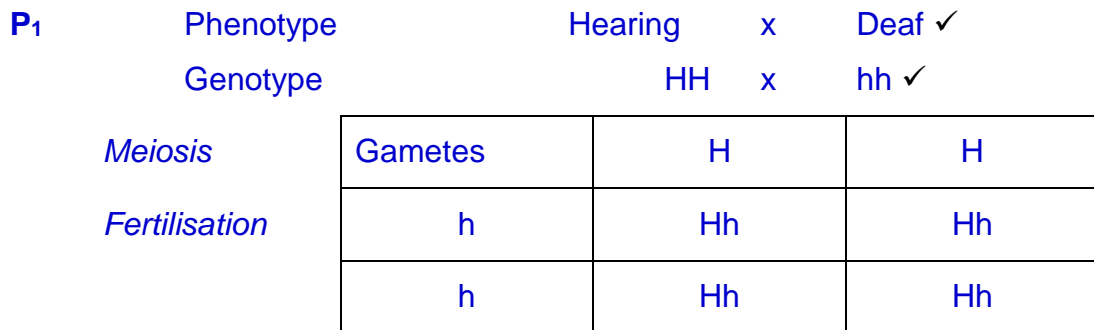 P₁ Phenotype Hearing x Deaf ✓
Genotype HH x hh ✓
Meiosis Gametes H H
Fertilisation h Hh Hh
h Hh Hh